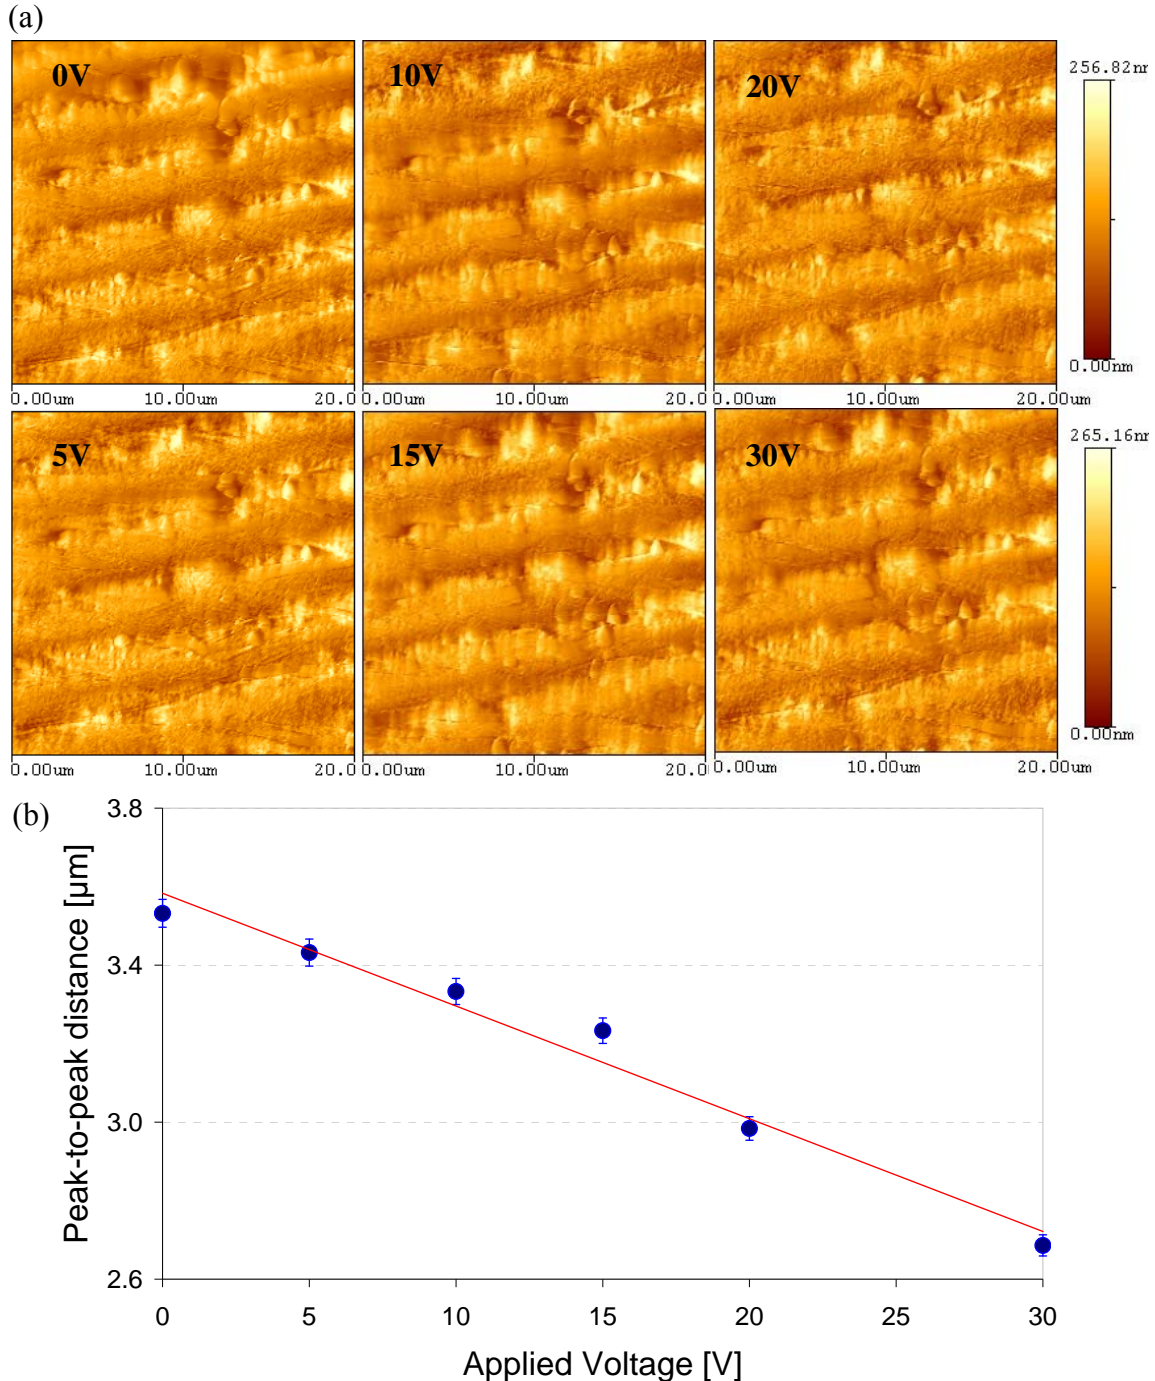 (a)
0V
10V
20V
256.82nm
0.00nm
0.00um 10.00um 20.0
0.00um 10.00um 20.0
0.00um 10.00um 20.00um
5V
15V
30V
265.16nm
0.00nm
0.00um 10.00um 20.0
0.00um 10.00um 20.0
0.00um 10.00um 20.00um
(b)
Peak-to-peak distance [μm]
3.8
3.4
3.0
2.6
0 5 10 15 20 25 30
Applied Voltage [V]